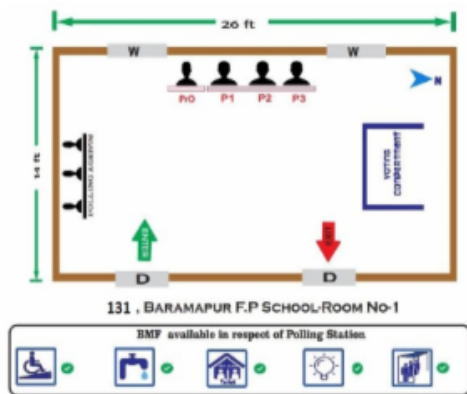 20 ft
W
W
PrO
P1
P2
P3
N
14 ft
POLLING AGENTS
VOTING
COMPARTMENT
ENTER
EXIT
D
D
131 , BARAMAPUR F.P SCHOOL-ROOM NO-1
BMF available in respect of Polling Station